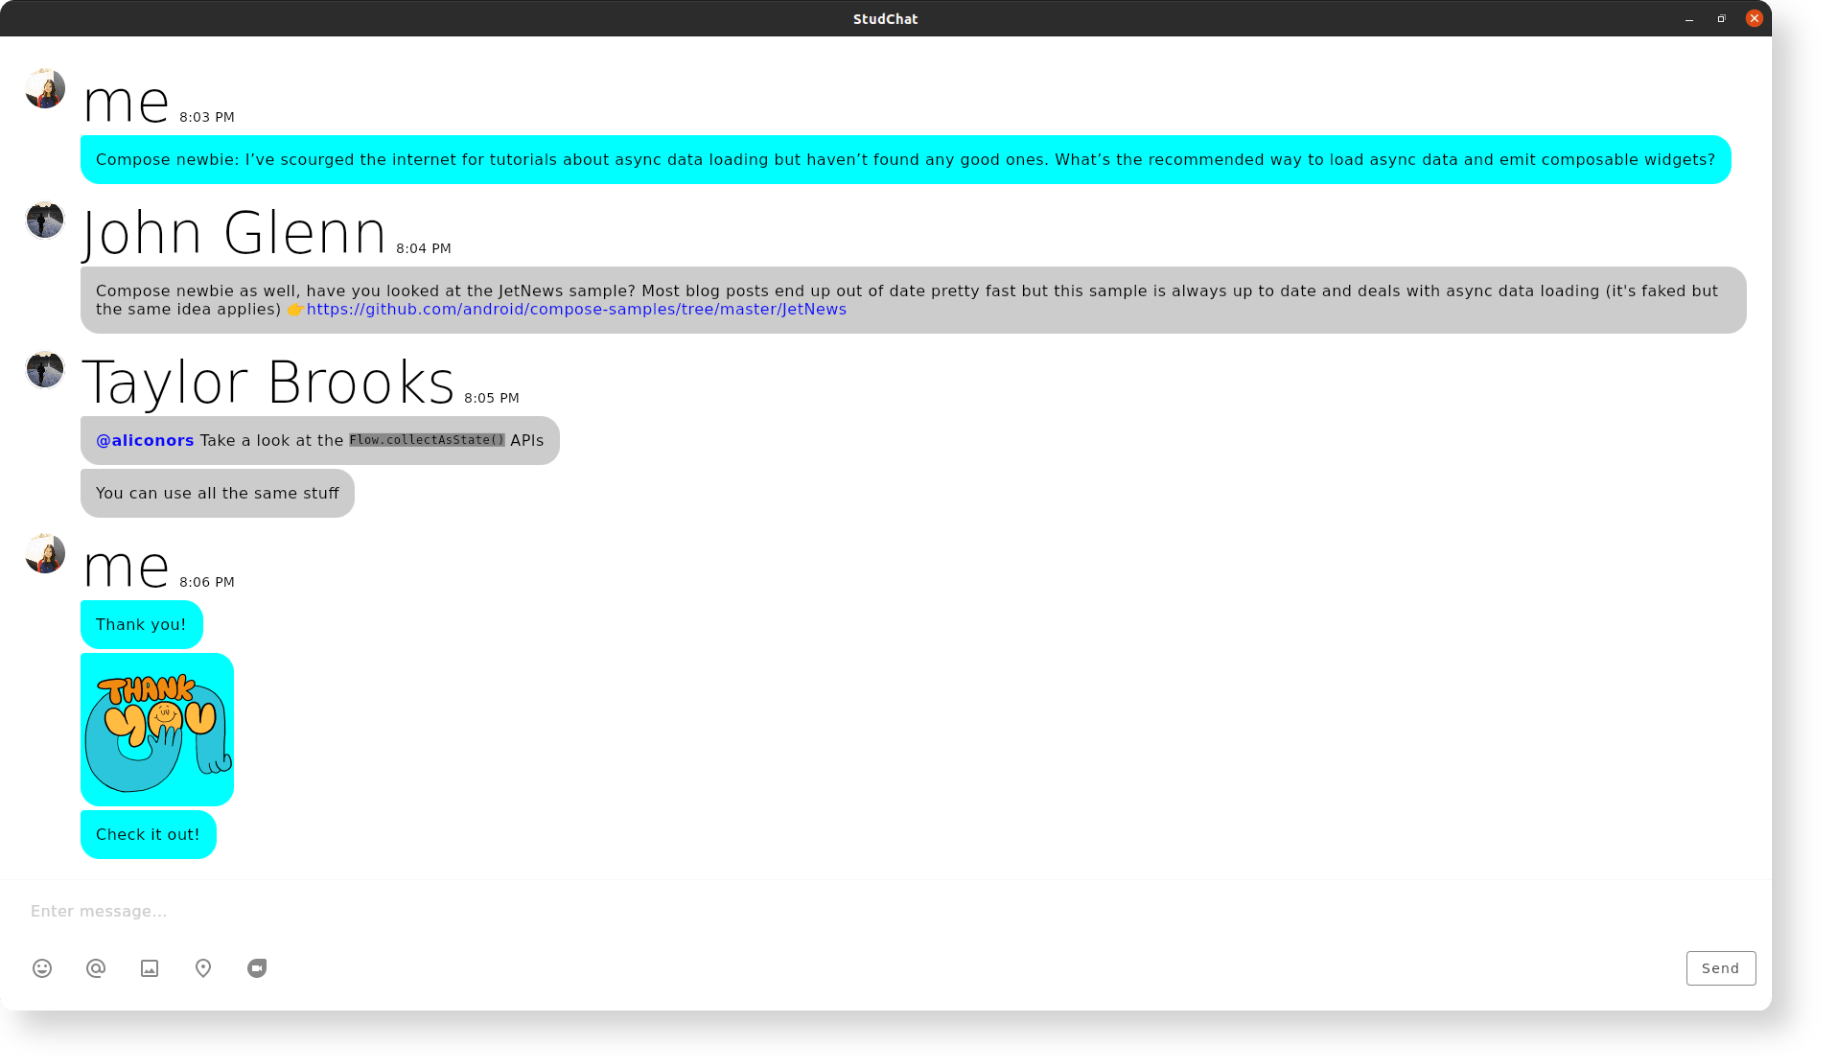 StudChat
me 8:03 PM
Compose newbie: I’ve scourged the internet for tutorials about async data loading but haven’t found any good ones. What’s the recommended way to load async data and emit composable widgets?
John Glenn 8:04 PM
Compose newbie as well, have you looked at the JetNews sample? Most blog posts end up out of date pretty fast but this sample is always up to date and deals with async data loading (it's faked but
the same idea applies) 👉https://github.com/android/compose-samples/tree/master/JetNews
Taylor Brooks 8:05 PM
@aliconors Take a look at the Flow.collectAsState() APIs
You can use all the same stuff
me 8:06 PM
Thank you!
THANK
YOU
Check it out!
Enter message...
Send